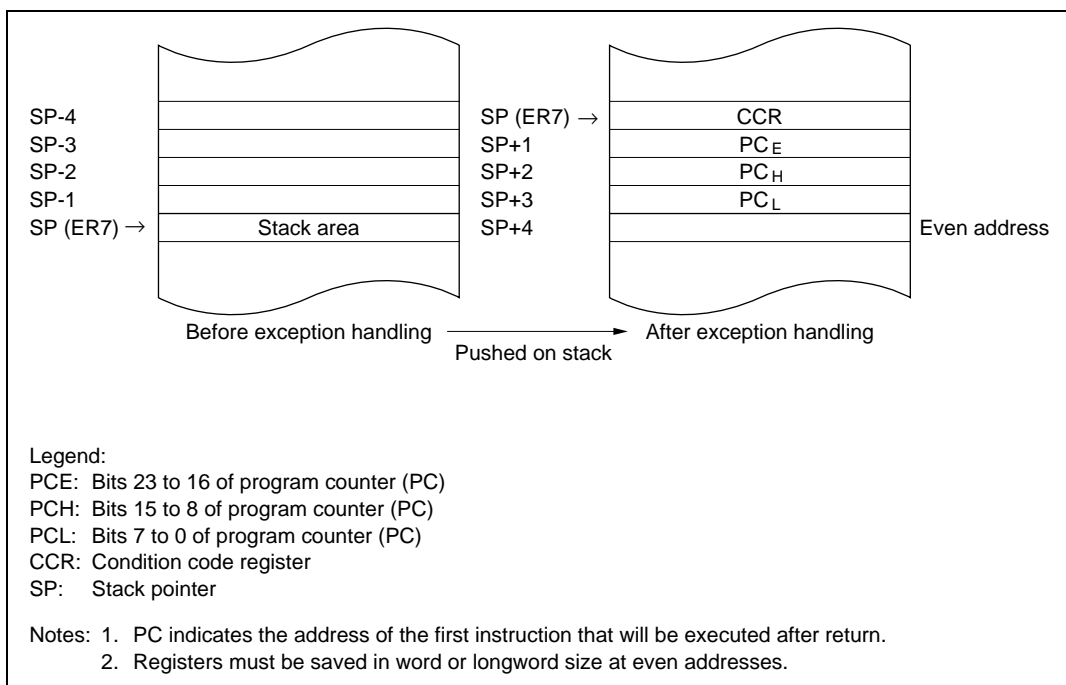 SP-4
SP-3
SP-2
SP-1
SP (ER7) →
Stack area
SP (ER7) →
SP+1
SP+2
SP+3
SP+4
CCR
PC E
PC H
PC L
Even address
Before exception handling
Pushed on stack
After exception handling
Legend:
PCE: Bits 23 to 16 of program counter (PC)
PCH: Bits 15 to 8 of program counter (PC)
PCL: Bits 7 to 0 of program counter (PC)
CCR: Condition code register
SP: Stack pointer
Notes: 1. PC indicates the address of the first instruction that will be executed after return.
2. Registers must be saved in word or longword size at even addresses.